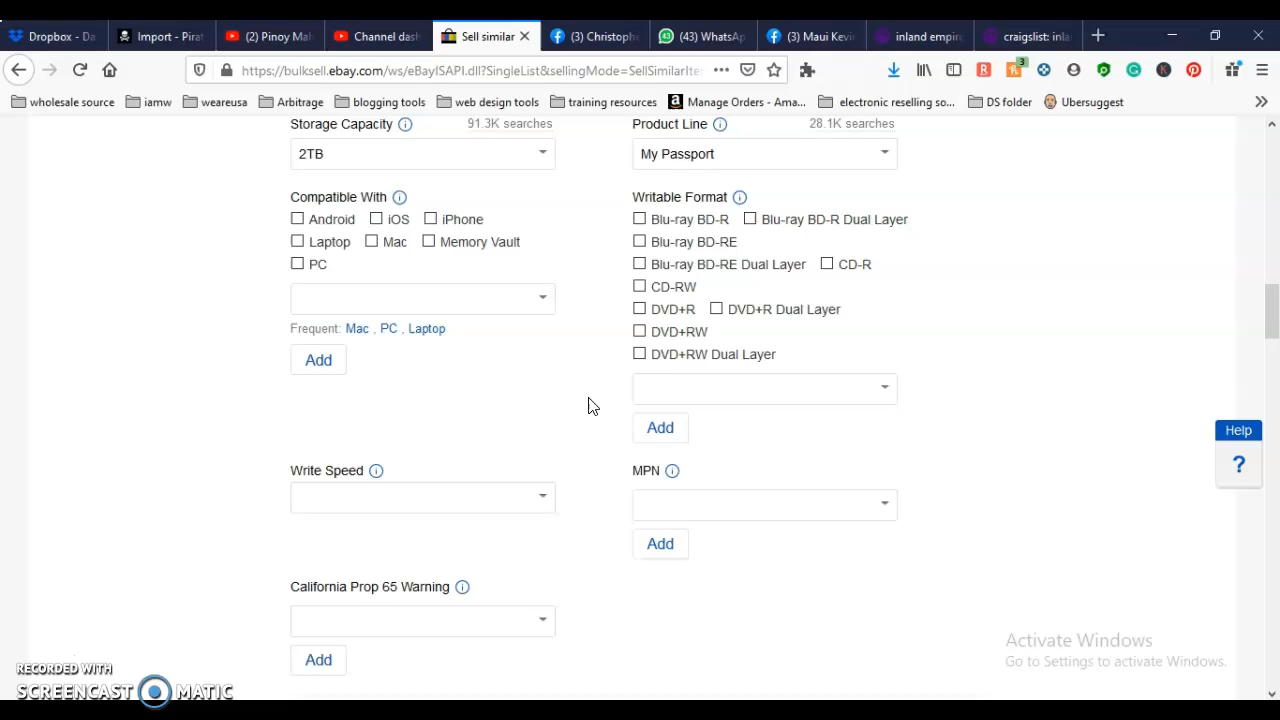 Dropbox - Da
Import - Pirat
(2) Pinoy Mah
Channel dash
Sell similar
(3) Christophe
(43) WhatsAp
(3) Maui Kevi
inland empire
craigslist: inla
https://bulksell.ebay.com/ws/eBayISAPI.dll?SingleList&sellingMode=SellSimilarIter
wholesale source
iamw
weareusa
Arbitrage
blogging tools
web design tools
training resources
Manage Orders - Ama...
electronic reselling so...
DS folder
Ubersuggest
Storage Capacity 91.3K searches
2TB
Product Line 28.1K searches
My Passport
Compatible With
Android iOS iPhone
Laptop Mac Memory Vault
PC
Frequent: Mac , PC , Laptop
Add
Writable Format
Blu-ray BD-R Blu-ray BD-R Dual Layer
Blu-ray BD-RE
Blu-ray BD-RE Dual Layer CD-R
CD-RW
DVD+R DVD+R Dual Layer
DVD+RW
DVD+RW Dual Layer
Add
Help
?
Write Speed
MPN
Add
California Prop 65 Warning
Add
Activate Windows
Go to Settings to activate Windows.
RECORDED WITH
SCREENCAST MATIC